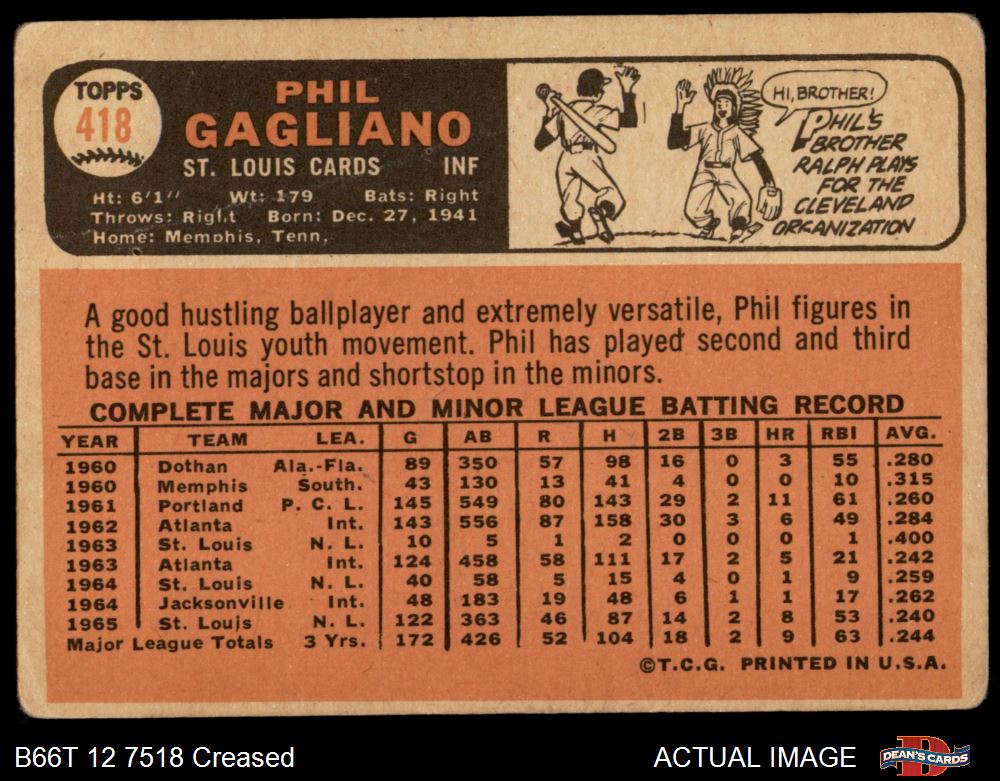 TOPPS
418
PHIL
GAGLIANO
ST. LOUIS CARDS INF
Ht: 6'1" Wt: 179 Bats: Right
Throws: Right Born: Dec. 27, 1941
Home: Memphis, Tenn.
HI, BROTHER!
PHIL'S
BROTHER
RALPH PLAYS
FOR THE
CLEVELAND
ORGANIZATION
A good hustling ballplayer and extremely versatile, Phil figures in
the St. Louis youth movement. Phil has played second and third
base in the majors and shortstop in the minors.
COMPLETE MAJOR AND MINOR LEAGUE BATTING RECORD
YEAR TEAM LEA. G AB R H 2B 3B HR RBI AVG.
1960 Dothan Ala.-Fla. 89 350 57 98 16 0 3 55 .280
1960 Memphis South. 43 130 13 41 4 0 0 10 .315
1961 Portland P. C. L. 145 549 80 143 29 2 11 61 .260
1962 Atlanta Int. 143 556 87 158 30 3 6 49 .284
1963 St. Louis N. L. 10 5 1 2 0 0 0 1 .400
1963 Atlanta Int. 124 458 58 111 17 2 5 21 .242
1964 St. Louis N. L. 40 58 5 15 4 0 1 9 .259
1964 Jacksonville Int. 48 183 19 48 6 1 1 17 .262
1965 St. Louis N. L. 122 363 46 87 14 2 8 53 .240
Major League Totals 3 Yrs. 172 426 52 104 18 2 9 63 .244
©T.C.G. PRINTED IN U.S.A.
B66T 12 7518 Creased
ACTUAL IMAGE
D
DEAN'S CARDS